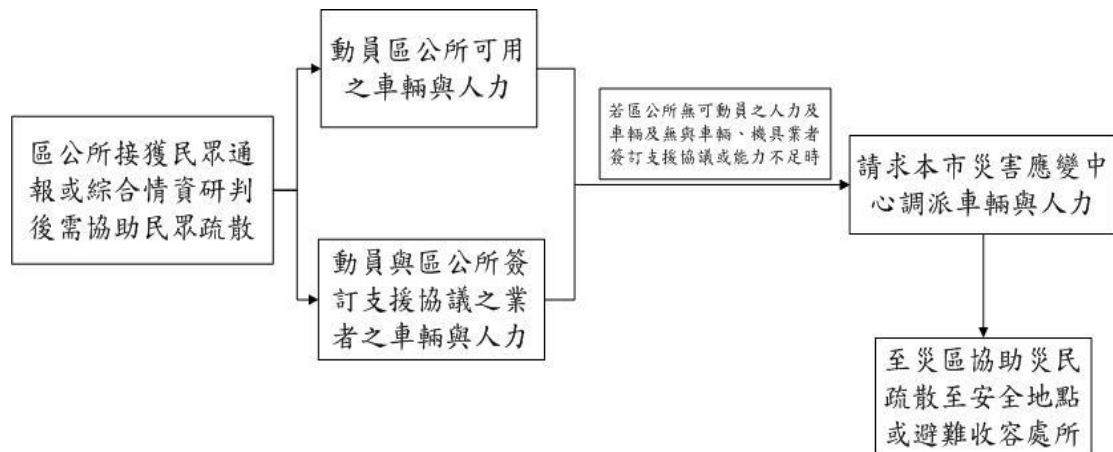 區公所接獲民眾通
報或綜合情資研判
後需協助民眾疏散
動員區公所可用
之車輛與人力
動員與區公所簽
訂支援協議之業
者之車輛與人力
若區公所無可動員之人力及
車輛及無與車輛、機具業者
簽訂支援協議或能力不足時
請求本市災害應變中
心調派車輛與人力
至災區協助災民
疏散至安全地點
或避難收容處所